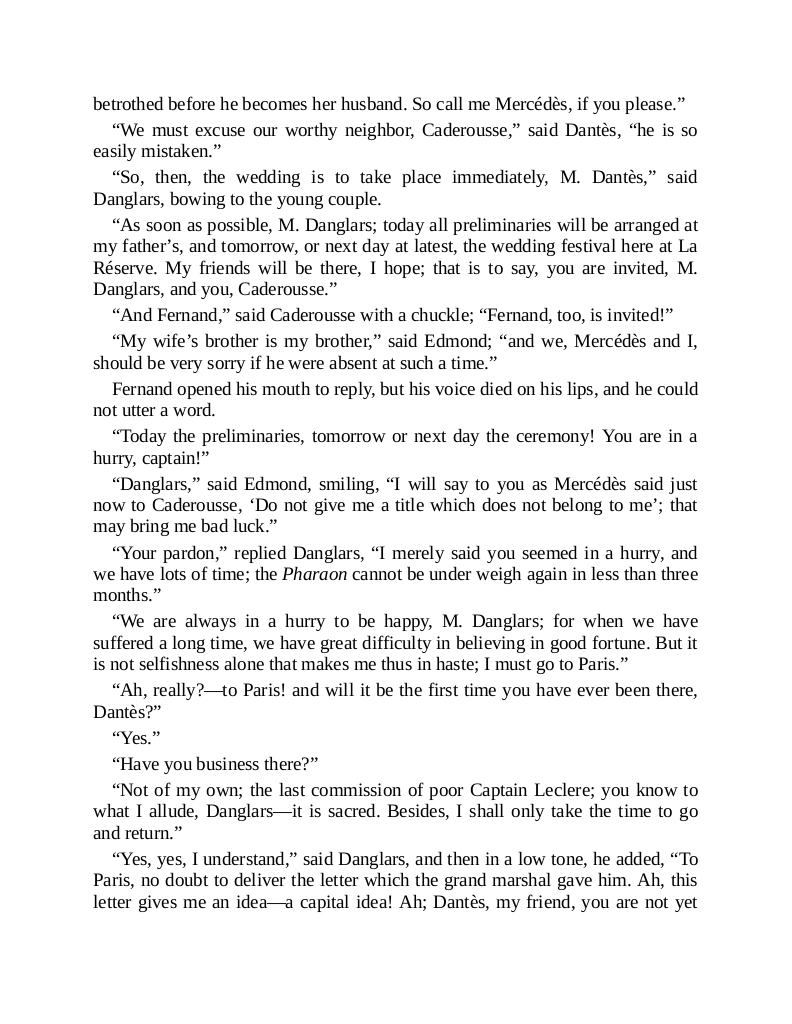 betrothed before he becomes her husband. So call me Mercédès, if you please.”
“We must excuse our worthy neighbor, Caderousse,” said Dantès, “he is so
easily mistaken.”
“So, then, the wedding is to take place immediately, M. Dantès,” said
Danglars, bowing to the young couple.
“As soon as possible, M. Danglars; today all preliminaries will be arranged at
my father’s, and tomorrow, or next day at latest, the wedding festival here at La
Réserve. My friends will be there, I hope; that is to say, you are invited, M.
Danglars, and you, Caderousse.”
“And Fernand,” said Caderousse with a chuckle; “Fernand, too, is invited!”
“My wife’s brother is my brother,” said Edmond; “and we, Mercédès and I,
should be very sorry if he were absent at such a time.”
Fernand opened his mouth to reply, but his voice died on his lips, and he could
not utter a word.
“Today the preliminaries, tomorrow or next day the ceremony! You are in a
hurry, captain!”
“Danglars,” said Edmond, smiling, “I will say to you as Mercédès said just
now to Caderousse, ‘Do not give me a title which does not belong to me’; that
may bring me bad luck.”
“Your pardon,” replied Danglars, “I merely said you seemed in a hurry, and
we have lots of time; the Pharaon cannot be under weigh again in less than three
months.”
“We are always in a hurry to be happy, M. Danglars; for when we have
suffered a long time, we have great difficulty in believing in good fortune. But it
is not selfishness alone that makes me thus in haste; I must go to Paris.”
“Ah, really?—to Paris! and will it be the first time you have ever been there,
Dantès?”
“Yes.”
“Have you business there?”
“Not of my own; the last commission of poor Captain Leclere; you know to
what I allude, Danglars—it is sacred. Besides, I shall only take the time to go
and return.”
“Yes, yes, I understand,” said Danglars, and then in a low tone, he added, “To
Paris, no doubt to deliver the letter which the grand marshal gave him. Ah, this
letter gives me an idea—a capital idea! Ah; Dantès, my friend, you are not yet